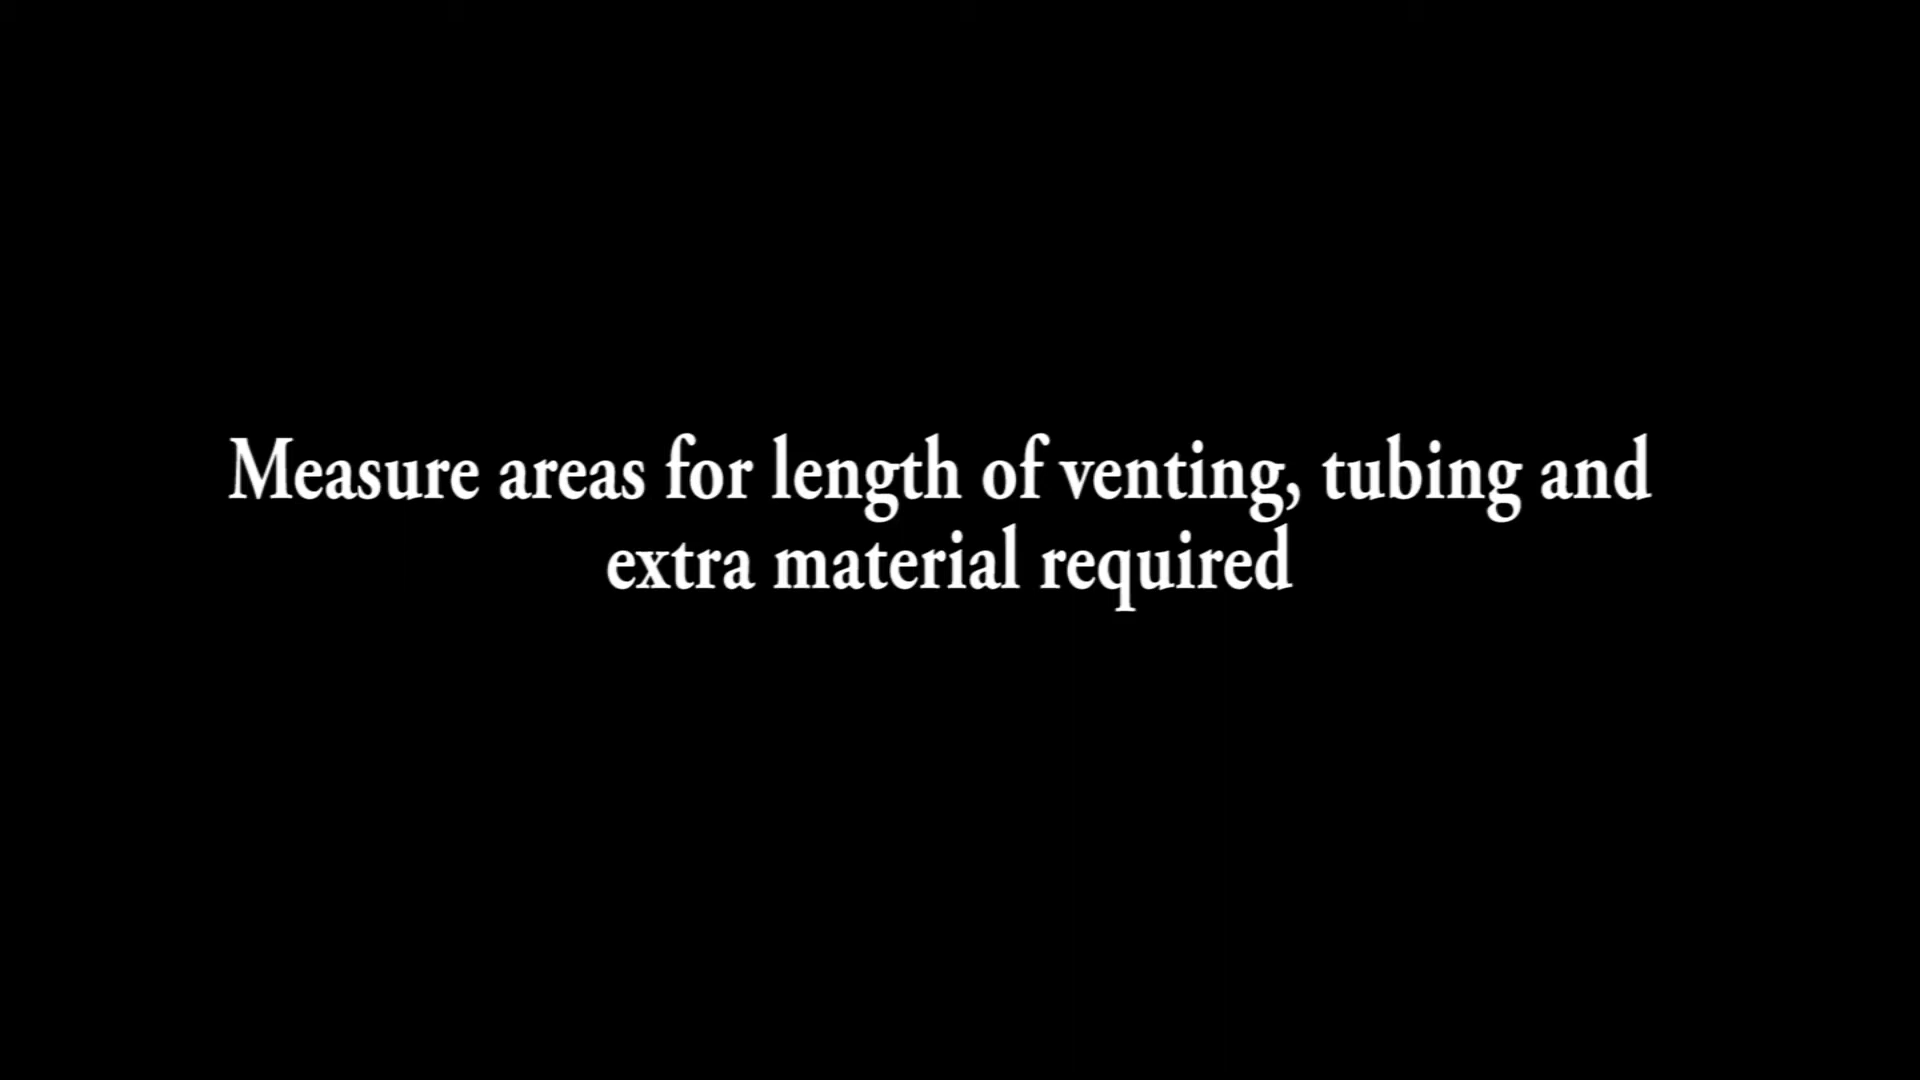 Measure areas for length of venting, tubing and
extra material required